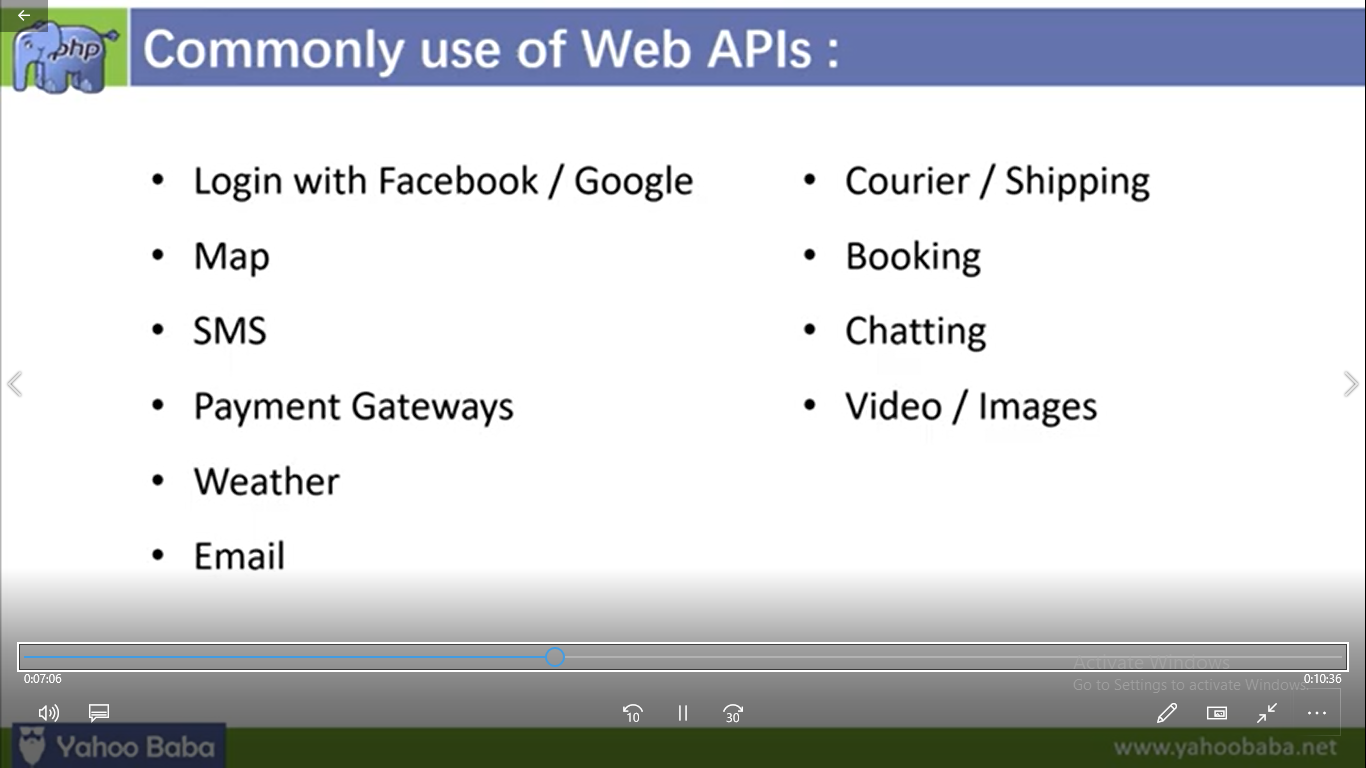 php
Commonly use of Web APIs :
• Login with Facebook / Google
• Map
• SMS
• Payment Gateways
• Weather
• Email
• Courier / Shipping
• Booking
• Chatting
• Video / Images
Activate Windows
Go to Settings to activate Windows.
0:07:06
0:10:36
10
30
Yahoo Baba
www.yahoobaba.net